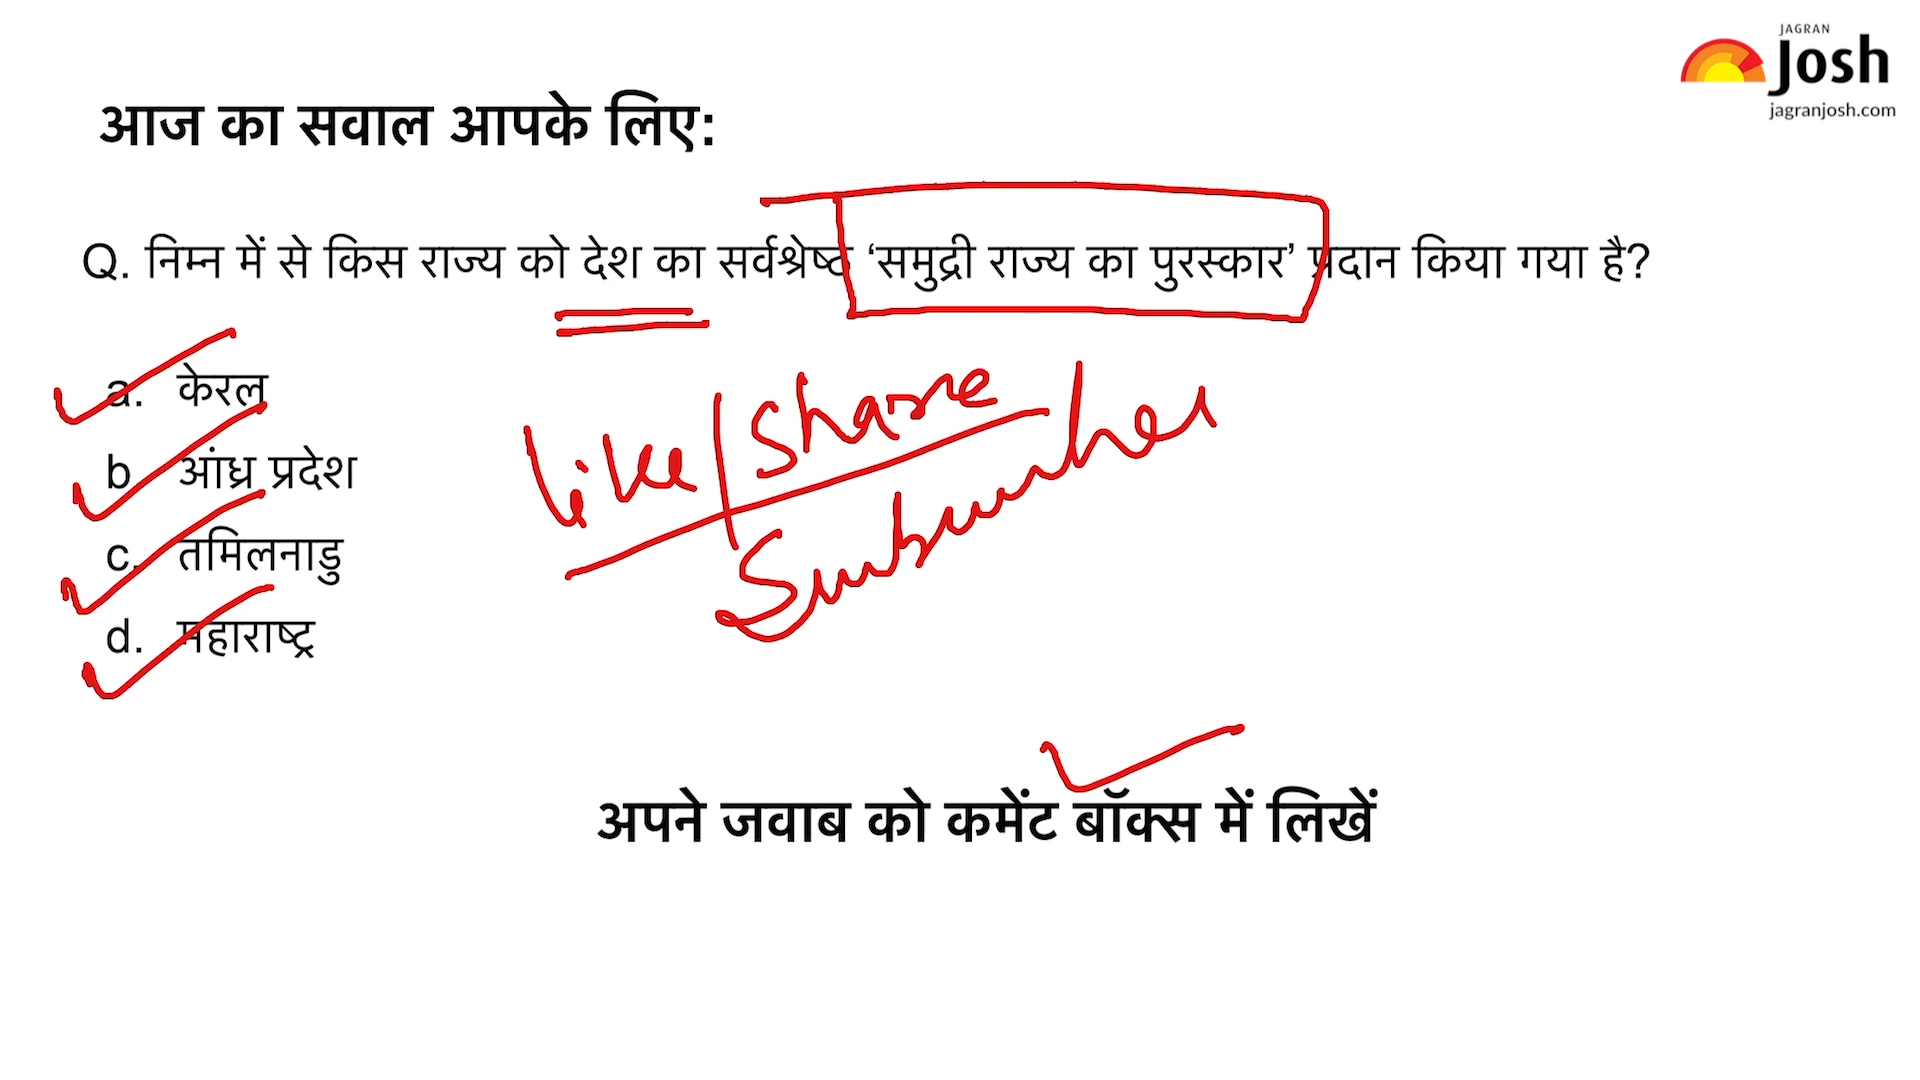 JAGRAN
Josh
jagranjosh.com
आज का सवाल आपके लिए:
Q. निम्न में से किस राज्य को देश का सर्वश्रेष्ठ ‘समुद्री राज्य का पुरस्कार’ प्रदान किया गया है?
a. केरल
b. आंध्र प्रदेश
c. तमिलनाडु
d. महाराष्ट्र
like/share
अपने जवाब को कमेंट बॉक्स में लिखें